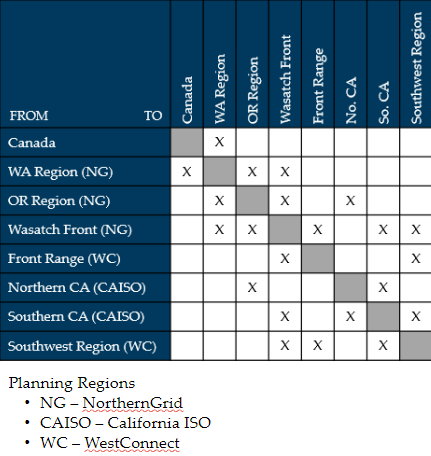 FROM TO Canada WA Region OR Region Wasatch Front Front Range No. CA So. CA Southwest Region
Canada X
WA Region (NG) X X X
OR Region (NG) X X X
Wasatch Front (NG) X X X X X
Front Range (WC) X X
Northern CA (CAISO) X X
Southern CA (CAISO) X X X
Southwest Region (WC) X X X
Planning Regions
• NG – NorthernGrid
• CAISO – California ISO
• WC – WestConnect